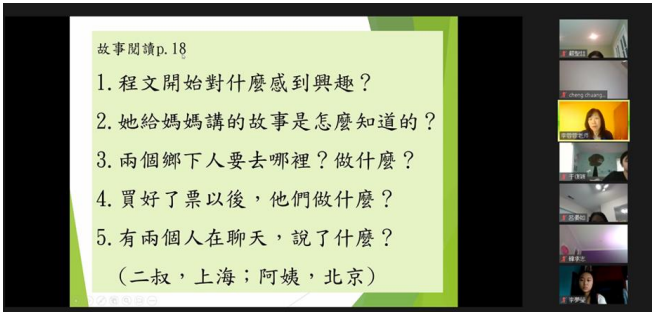 故事閱讀p.18
1.程文開始對什麼感到興趣？
2.她給媽媽講的故事是怎麼知道的？
3.兩個鄉下人要去哪裡？做什麼？
4.買好了票以後，他們做什麼？
5.有兩個人在聊天，說了什麼？
(二叔，上海；阿姨，北京)
cheng chuang...